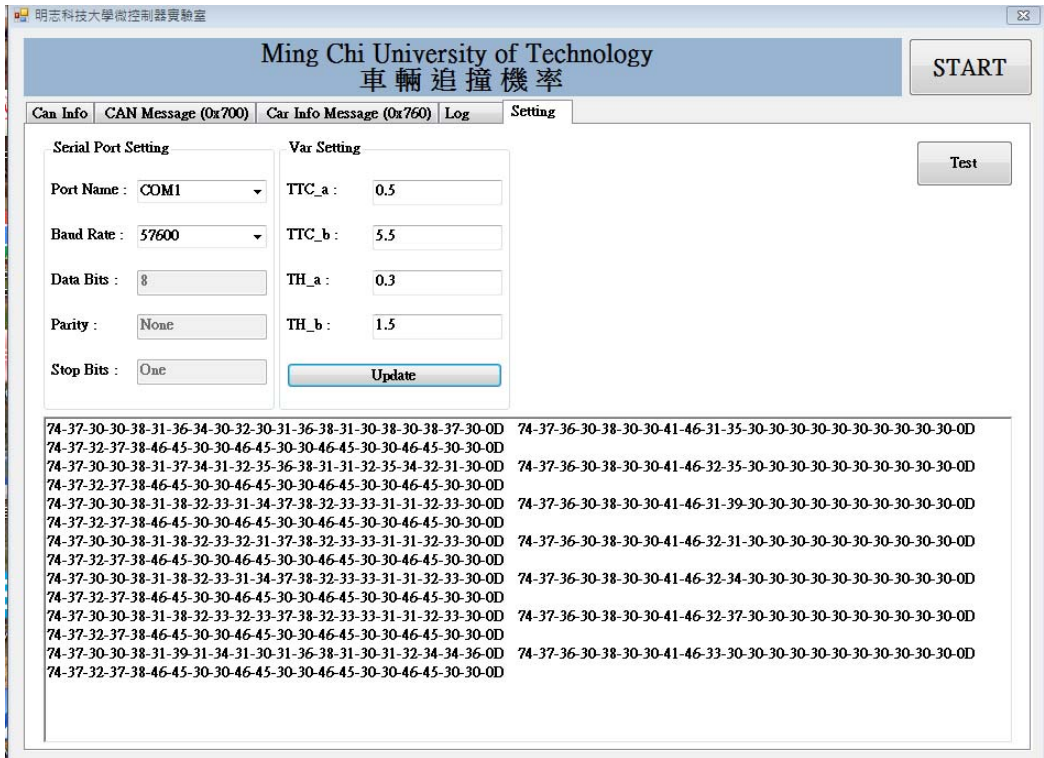 明志科技大學微控制器實驗室
Ming Chi University of Technology
車輛追撞機率
START
Can Info CAN Message (0x700) Car Info Message (0x760) Log Setting
Serial Port Setting Var Setting
Test
Port Name : COM1 TTC_a : 0.5
Baud Rate : 57600 TTC_b : 5.5
Data Bits : 8 TH_a : 0.3
Parity : None TH_b : 1.5
Stop Bits : One Update
74-37-30-30-38-31-36-34-30-32-30-31-36-38-31-30-38-30-38-37-30-0D 74-37-36-30-38-30-30-41-46-31-35-30-30-30-30-30-30-30-30-30-30-0D
74-37-32-37-38-46-45-30-30-46-45-30-30-46-45-30-30-46-45-30-30-0D
74-37-30-30-38-31-37-34-31-32-35-36-38-31-31-32-35-34-32-31-30-0D 74-37-36-30-38-30-30-41-46-32-35-30-30-30-30-30-30-30-30-30-30-0D
74-37-32-37-38-46-45-30-30-46-45-30-30-46-45-30-30-46-45-30-30-0D
74-37-30-30-38-31-38-32-33-31-34-37-38-32-33-33-31-31-32-33-30-0D 74-37-36-30-38-30-30-41-46-31-39-30-30-30-30-30-30-30-30-30-30-0D
74-37-32-37-38-46-45-30-30-46-45-30-30-46-45-30-30-46-45-30-30-0D
74-37-30-30-38-31-38-32-33-32-31-37-38-32-33-33-31-31-32-33-30-0D 74-37-36-30-38-30-30-41-46-32-31-30-30-30-30-30-30-30-30-30-30-0D
74-37-32-37-38-46-45-30-30-46-45-30-30-46-45-30-30-46-45-30-30-0D
74-37-30-30-38-31-38-32-33-31-34-37-38-32-33-33-31-31-32-33-30-0D 74-37-36-30-38-30-30-41-46-32-34-30-30-30-30-30-30-30-30-30-30-0D
74-37-32-37-38-46-45-30-30-46-45-30-30-46-45-30-30-46-45-30-30-0D
74-37-30-30-38-31-38-32-33-32-33-37-38-32-33-33-31-31-32-33-30-0D 74-37-36-30-38-30-30-41-46-32-37-30-30-30-30-30-30-30-30-30-30-0D
74-37-32-37-38-46-45-30-30-46-45-30-30-46-45-30-30-46-45-30-30-0D
74-37-30-30-38-31-39-31-34-31-30-31-36-38-31-30-31-32-34-34-36-0D 74-37-36-30-38-30-30-41-46-33-30-30-30-30-30-30-30-30-30-30-30-0D
74-37-32-37-38-46-45-30-30-46-45-30-30-46-45-30-30-46-45-30-30-0D